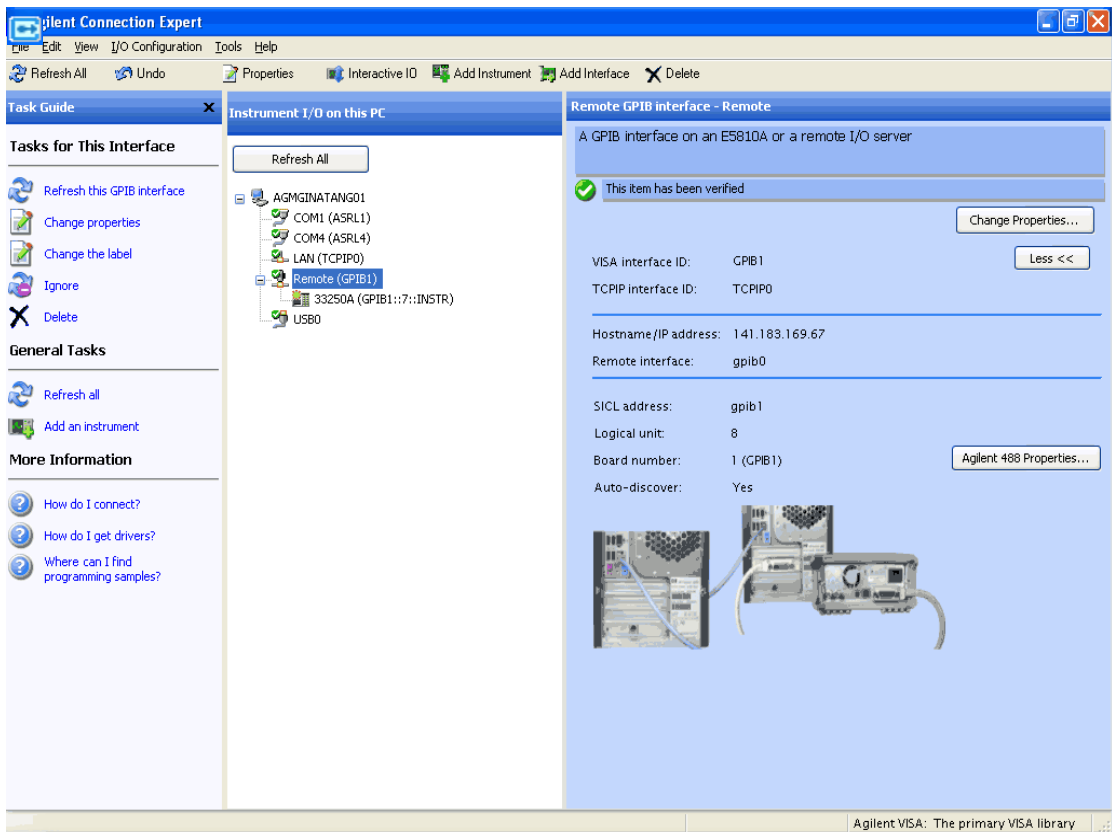 Agilent Connection Expert
File Edit View I/O Configuration Tools Help
Refresh All Undo Properties Interactive IO Add Instrument Add Interface Delete
Task Guide
Tasks for This Interface
Refresh this GPIB interface
Change properties
Change the label
Ignore
Delete
General Tasks
Refresh all
Add an instrument
More Information
How do I connect?
How do I get drivers?
Where can I find
programming samples?
Instrument I/O on this PC
Refresh All
AGMGINATANG01
COM1 (ASRL1)
COM4 (ASRL4)
LAN (TCPIP0)
Remote (GPIB1)
33250A (GPIB1::7::INSTR)
USB0
Remote GPIB interface - Remote
A GPIB interface on an E5810A or a remote I/O server
This item has been verified
Change Properties...
VISA interface ID: GPIB1
Less <<
TCPIP interface ID: TCPIP0
Hostname/IP address: 141.183.169.67
Remote interface: gpib0
SICL address: gpib1
Logical unit: 8
Board number: 1 (GPIB1)
Agilent 488 Properties...
Auto-discover: Yes
Agilent VISA: The primary VISA library